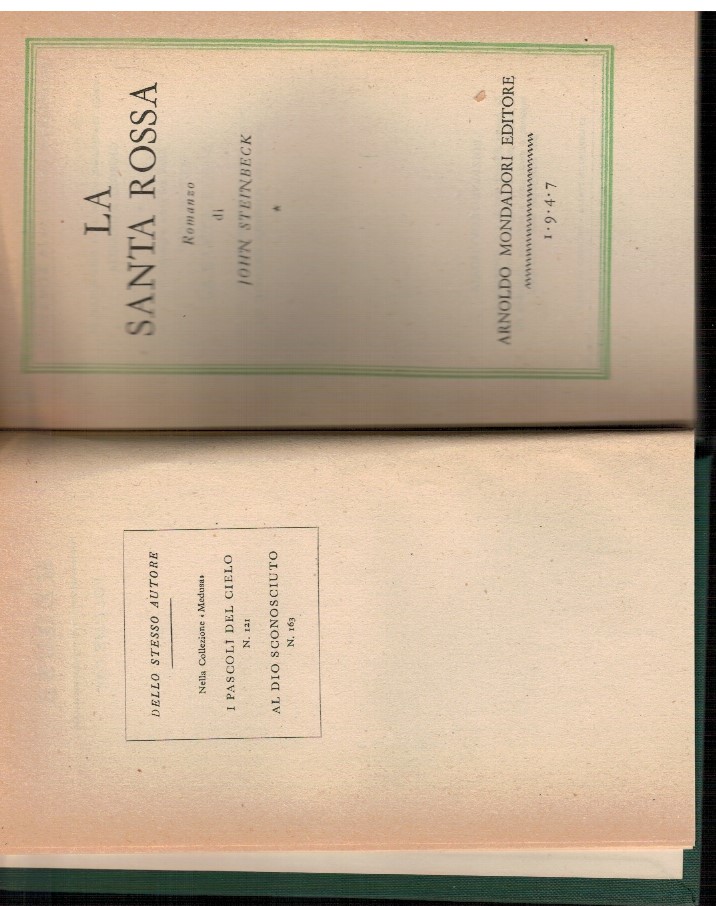 DELLO STESSO AUTORE
Nella Collezione «Medusa»
I PASCOLI DEL CIELO
N. 121
AL DIO SCONOSCIUTO
N. 163
LA
SANTA ROSSA
Romanzo
di
JOHN STEINBECK
*
ARNOLDO MONDADORI EDITORE
1·9·4·7